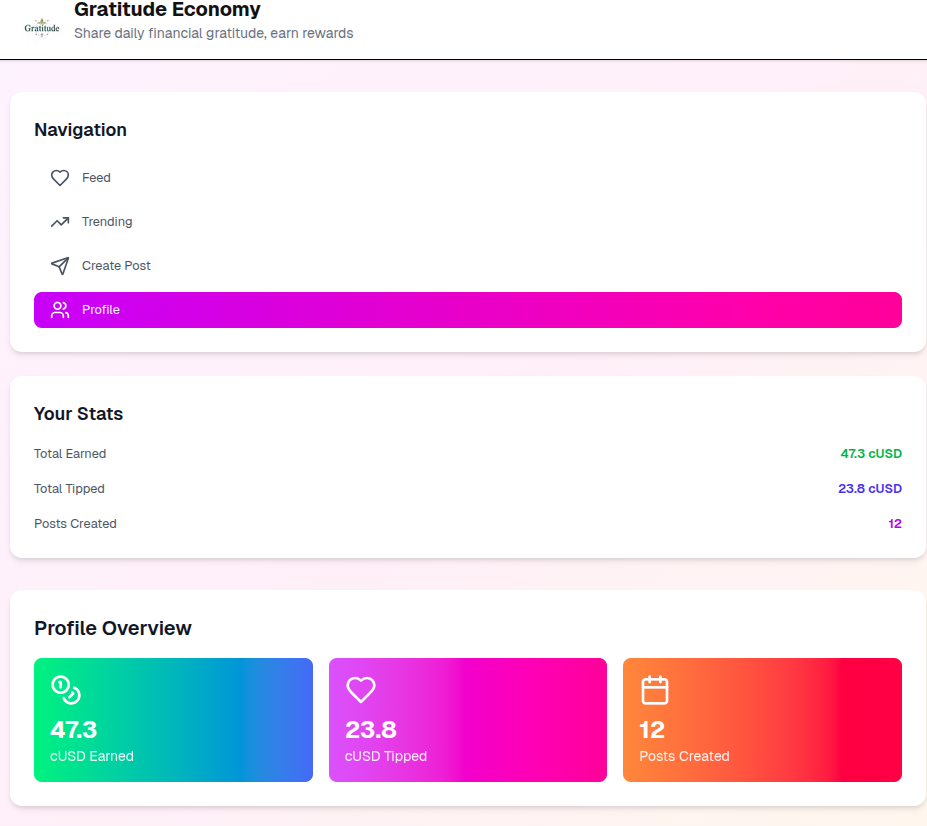 Gratitude
Gratitude Economy
Share daily financial gratitude, earn rewards
Navigation
Feed
Trending
Create Post
Profile
Your Stats
Total Earned 47.3 cUSD
Total Tipped 23.8 cUSD
Posts Created 12
Profile Overview
47.3
cUSD Earned
23.8
cUSD Tipped
12
Posts Created